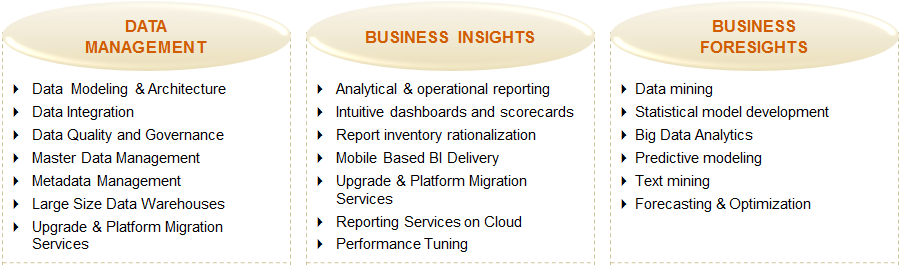 DATA
MANAGEMENT
Data Modeling & Architecture
Data Integration
Data Quality and Governance
Master Data Management
Metadata Management
Large Size Data Warehouses
Upgrade & Platform Migration
Services
BUSINESS INSIGHTS
Analytical & operational reporting
Intuitive dashboards and scorecards
Report inventory rationalization
Mobile Based BI Delivery
Upgrade & Platform Migration
Services
Reporting Services on Cloud
Performance Tuning
BUSINESS
FORESIGHTS
Data mining
Statistical model development
Big Data Analytics
Predictive modeling
Text mining
Forecasting & Optimization